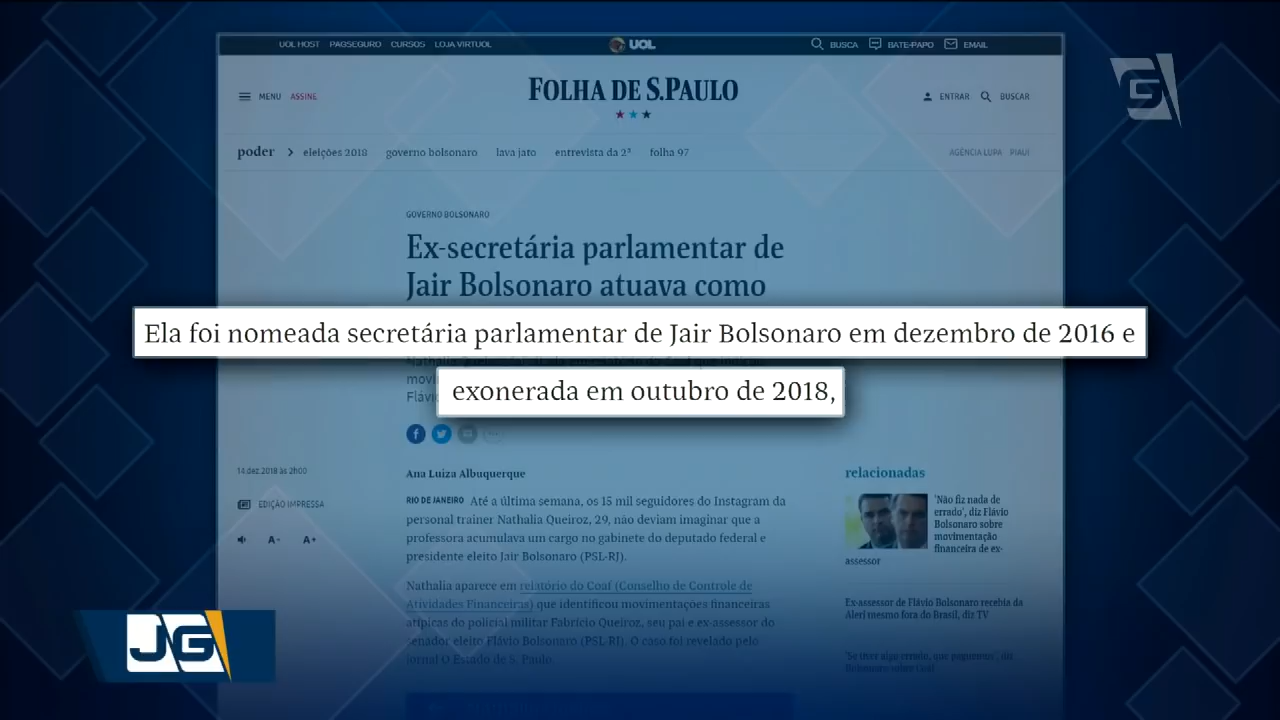 UOL HOST PAGSEGURO CURSOS LOJA VIRTUOL
UOL
BUSCA BATE-PAPO EMAIL
MENU ASSINE
FOLHA DE S.PAULO
ENTRAR BUSCAR
poder > eleições 2018 governo bolsonaro lava jato entrevista da 2ª folha 97
AGÊNCIA LUPA PIAUÍ
GOVERNO BOLSONARO
Ex-secretária parlamentar de
Jair Bolsonaro atuava como
Ela foi nomeada secretária parlamentar de Jair Bolsonaro em dezembro de 2016 e
exonerada em outubro de 2018,
14.dez.2018 às 2h00
EDIÇÃO IMPRESSA
A- A+
Ana Luiza Albuquerque
RIO DE JANEIRO Até a última semana, os 15 mil seguidores do Instagram da
personal trainer Nathalia Queiroz, 29, não deviam imaginar que a
professora acumulava um cargo no gabinete do deputado federal e
presidente eleito Jair Bolsonaro (PSL-RJ).
Nathalia aparece em relatório do Coaf (Conselho de Controle de
Atividades Financeiras) que identificou movimentações financeiras
atípicas do policial militar Fabrício Queiroz, seu pai e ex-assessor do
senador eleito Flávio Bolsonaro (PSL-RJ). O caso foi revelado pelo
jornal O Estado de S. Paulo.
relacionadas
'Não fiz nada de
errado', diz Flávio
Bolsonaro sobre
movimentação
financeira de ex-
assessor
Ex-assessor de Flávio Bolsonaro recebia da
Alerj mesmo fora do Brasil, diz TV
JG